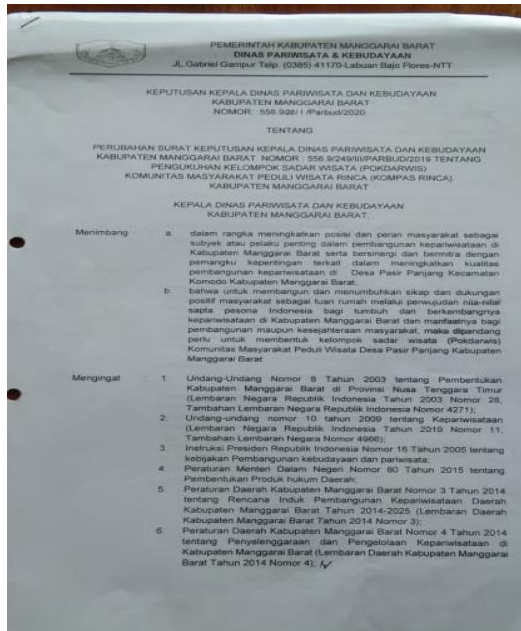 PEMERINTAH KABUPATEN MANGGARAI BARAT
DINAS PARIWISATA & KEBUDAYAAN
JL.Gabriel Gampur Telp. (0385) 41170-Labuan Bajo Flores-NTT
KEPUTUSAN KEPALA DINAS PARIWISATA DAN KEBUDAYAAN
KABUPATEN MANGGARAI BARAT
NOMOR: / I /Parbud/2020
TENTANG
PERUBAHAN SURAT KEPUTUSAN KEPALA DINAS PARIWISATA DAN KEBUDAYAAN
KABUPATEN MANGGARAI BARAT NOMOR : 556.9/249/III/PARBUD/2019 TENTANG
PENGUKUHAN KELOMPOK SADAR WISATA (POKDARWIS)
KOMUNITAS MASYARAKAT PEDULI WISATA RINCA (KOMPAS RINCA)
KABUPATEN MANGGARAI BARAT
KEPALA DINAS PARIWISATA DAN KEBUDAYAAN
KABUPATEN MANGGARAI BARAT,
Menimbang : a. dalam rangka meningkatkan posisi dan peran masyarakat sebagai
subyek atau pelaku penting dalam pembangunan kepariwisataan di
Kabupaten Manggarai Barat serta bersinergi dan bermitra dengan
pemangku kepentingan terkait dalam meningkatkan kualitas
pembangunan kepariwisataan di Desa Pasir Panjang Kecamatan
Komodo Kabupaten Manggarai Barat;
b. bahwa untuk membangun dan menumbuhkan sikap dan dukungan
positif masyarakat sebagai tuan rumah melalui perwujudan nilai-nilai
sapta pesona Indonesia bagi tumbuh dan berkembangnya
kepariwisataan di Kabupaten Manggarai Barat dan manfaatnya bagi
pembangunan maupun kesejahteraan masyarakat, maka dipandang
perlu untuk membentuk kelompok sadar wisata (Pokdarwis)
Komunitas Masyarakat Peduli Wisata Desa Pasir Panjang Kabupaten
Manggarai Barat.
Mengingat : 1. Undang-Undang Nomor 8 Tahun 2003 tentang Pembentukan
Kabupaten Manggarai Barat di Provinsi Nusa Tenggara Timur
(Lembaran Negara Republik Indonesia Tahun 2003 Nomor 28,
Tambahan Lembaran Negara Republik Indonesia Nomor 4271);
2. Undang-undang nomor 10 tahun 2009 tentang Kepariwisataan
(Lembaran Negara Republik Indonesia Tahun 2019 Nomor 11,
Tambahan Lembaran Negara Nomor 4966);
3. Instruksi Presiden Republik Indonesia Nomor 16 Tahun 2005 tentang
kebijakan Pembangunan kebudayaan dan pariwisata;
4. Peraturan Menteri Dalam Negeri Nomor 80 Tahun 2015 tentang
Pembentukan Produk hukum Daerah;
5. Peraturan Daerah Kabupaten Manggarai Barat Nomor 3 Tahun 2014
tentang Rencana Induk Pembangunan Kepariwisataan Daerah
Kabupaten Manggarai Barat Tahun 2014-2025 (Lembaran Daerah
Kabupaten Manggarai Barat Tahun 2014 Nomor 3);
6. Peraturan Daerah Kabupaten Manggarai Barat Nomor 4 Tahun 2014
tentang Penyelenggaraan dan Pengelolaan Kepariwisataan di
Kabupaten Manggarai Barat (Lembaran Daerah Kabupaten Manggarai
Barat Tahun 2014 Nomor 4);